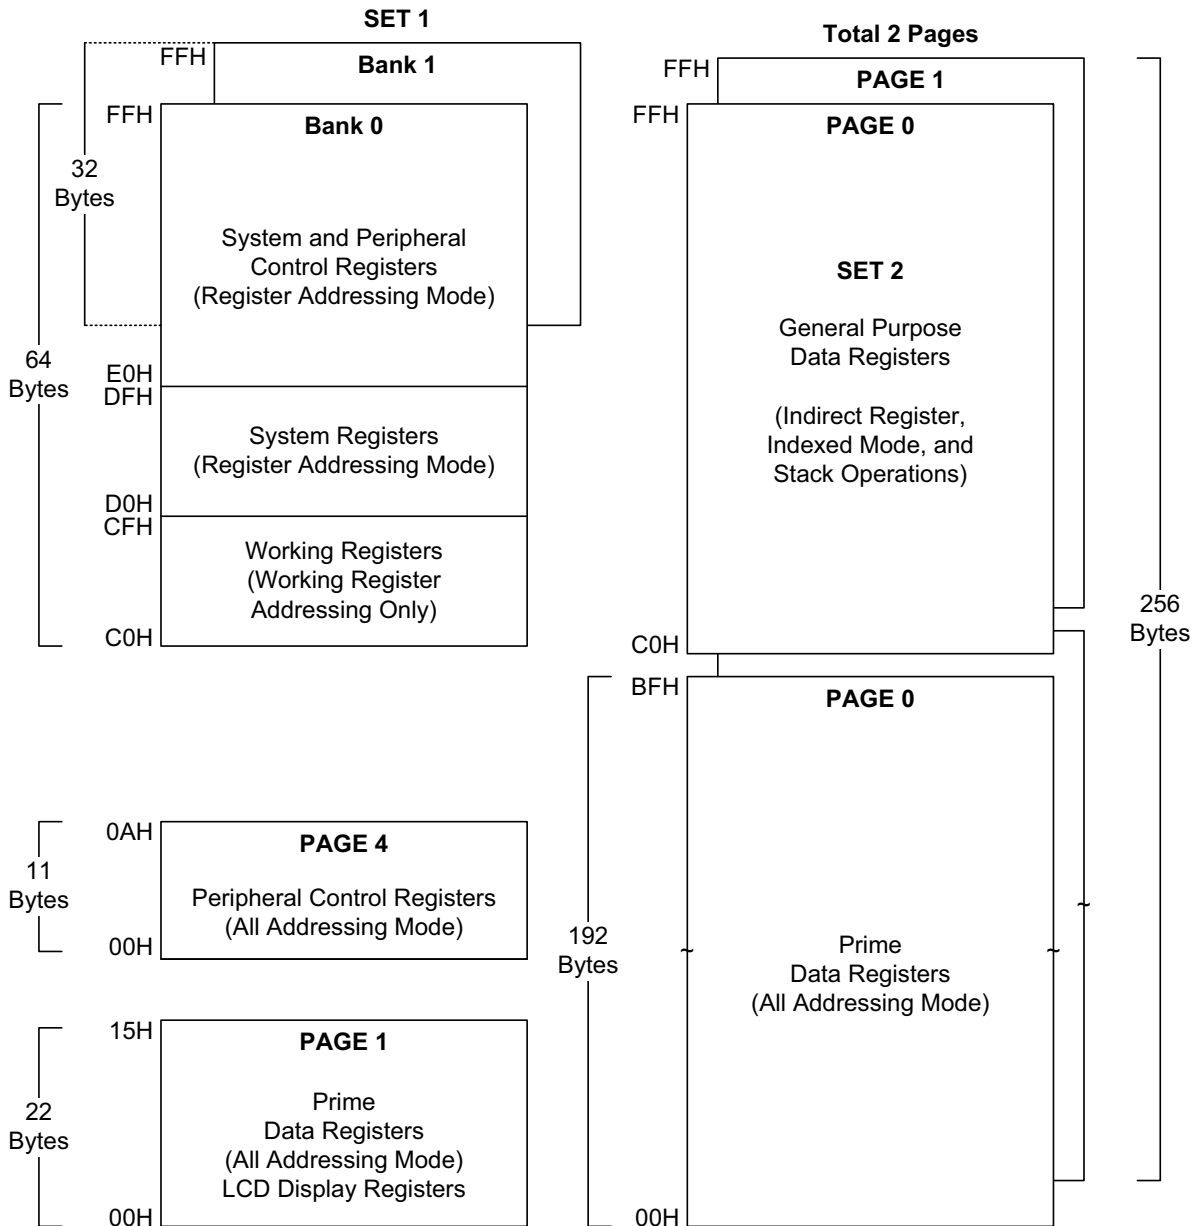 SET 1
FFH
Bank 1
FFH
Bank 0
32
Bytes
System and Peripheral
Control Registers
(Register Addressing Mode)
64
Bytes
E0H
DFH
System Registers
(Register Addressing Mode)
D0H
CFH
Working Registers
(Working Register
Addressing Only)
C0H
0AH
PAGE 4
11
Bytes
Peripheral Control Registers
(All Addressing Mode)
00H
15H
PAGE 1
22
Bytes
Prime
Data Registers
(All Addressing Mode)
LCD Display Registers
00H
Total 2 Pages
FFH
PAGE 1
FFH
PAGE 0
SET 2
General Purpose
Data Registers
(Indirect Register,
Indexed Mode, and
Stack Operations)
256
Bytes
C0H
BFH
PAGE 0
192
Bytes
~
~
~
Prime
Data Registers
(All Addressing Mode)
00H